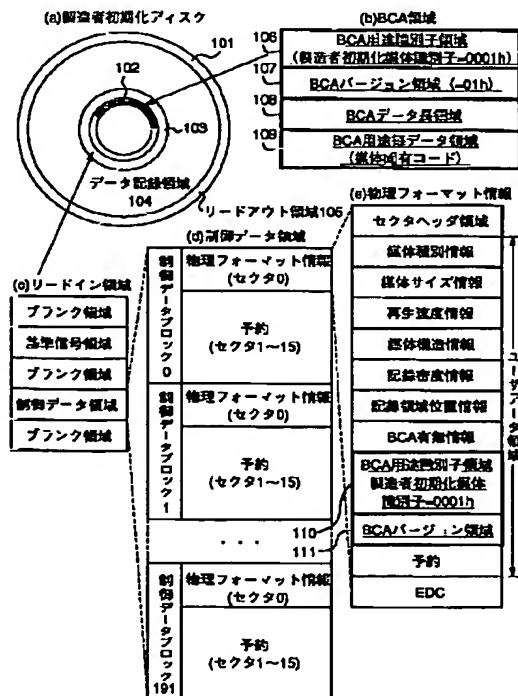 (a)製造者初期化ディスク
101
102
103
データ記録領域
104
リードアウト領域105
(b)BCA領域
106
BCA用途識別子領域
(製造者初期化媒体識別子=0001h)
107
BCAバージョン領域(=01h)
108
BCAデータ長領域
109
BCA用途毎データ領域
(媒体固有コード)
(c)リードイン領域
ブランク領域
基準信号領域
ブランク領域
制御データ領域
ブランク領域
(d)制御データ領域
制御データブロック0
物理フォーマット情報
(セクタ0)
予約
(セクタ1~15)
制御データブロック1
物理フォーマット情報
(セクタ0)
予約
(セクタ1~15)
・・・
制御データブロック191
物理フォーマット情報
(セクタ0)
予約
(セクタ1~15)
(e)物理フォーマット情報
セクタヘッダ領域
媒体種別情報
媒体サイズ情報
再生速度情報
媒体構造情報
記録密度情報
記録領域位置情報
BCA有無情報
110
BCA用途識別子領域
製造者初期化媒体
識別子=0001h
111
BCAバージョン領域
予約
EDC
ユーザデータ領域